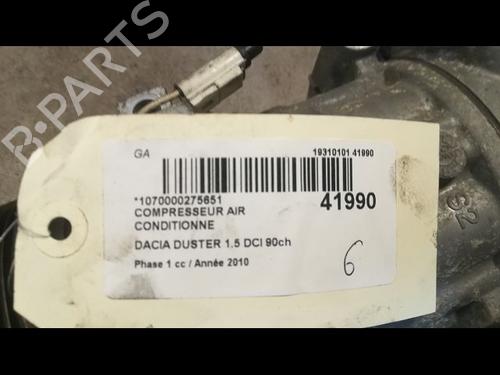 B-PARTS
GA
19310101 41990
*1070000275651
41990
COMPRESSEUR AIR
CONDITIONNE
DACIA DUSTER 1.5 DCI 90ch
Phase 1 cc / Année 2010
6
S2